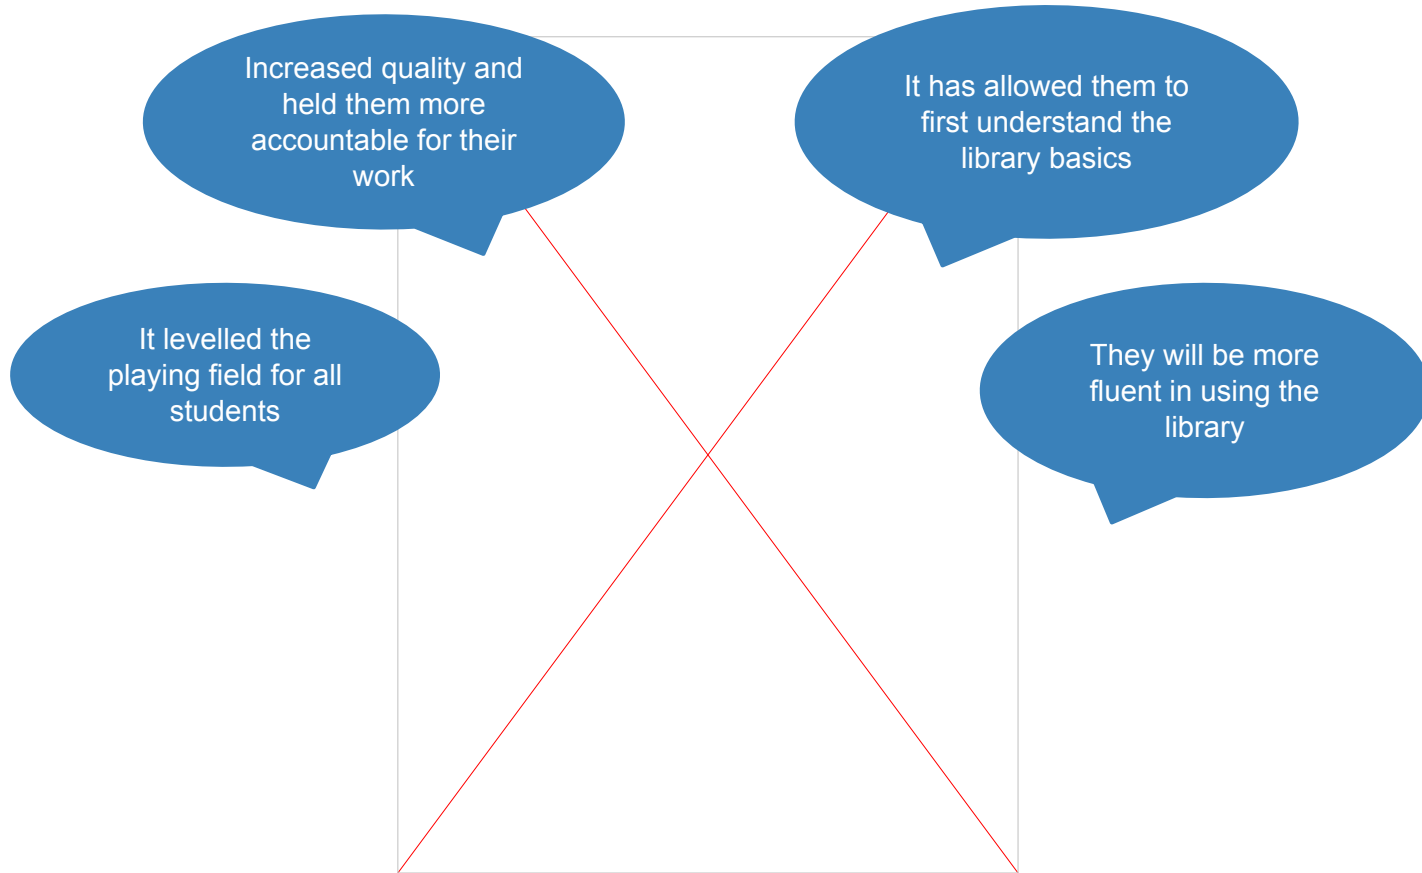 Increased quality and
held them more
accountable for their
work
It has allowed them to
first understand the
library basics
It levelled the
playing field for all
students
They will be more
fluent in using the
library